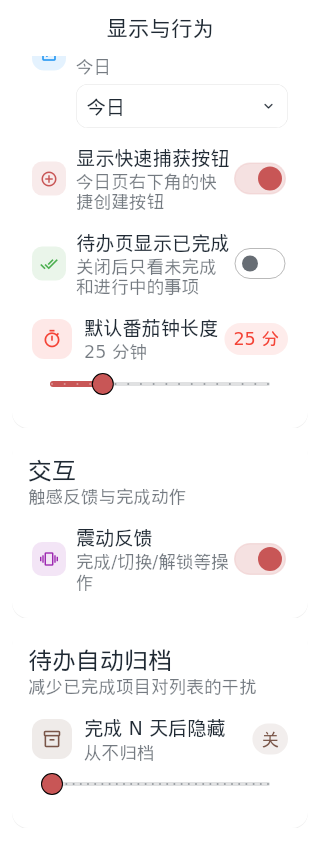 显示与行为
今日
今日
显示快速捕获按钮
今日页右下角的快
捷创建按钮
待办页显示已完成
关闭后只看未完成
和进行中的事项
默认番茄钟长度
25 分
25 分钟
交互
触感反馈与完成动作
震动反馈
完成/切换/解锁等操
作
待办自动归档
减少已完成项目对列表的干扰
完成 N 天后隐藏
关
从不归档